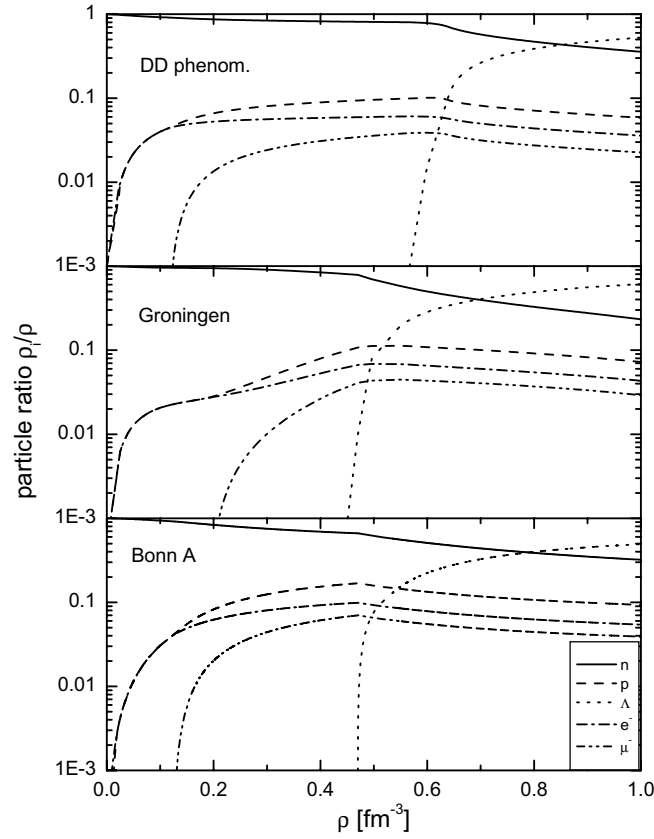 1
DD phenom.
0.1
0.01
1E-3
Groningen
0.1
0.01
1E-3
Bonn A
0.1
0.01
1E-3
particle ratio ρᵢ/ρ
n
p
Λ
e⁻
μ⁻
0.0 0.2 0.4 0.6 0.8 1.0
ρ [fm⁻³]